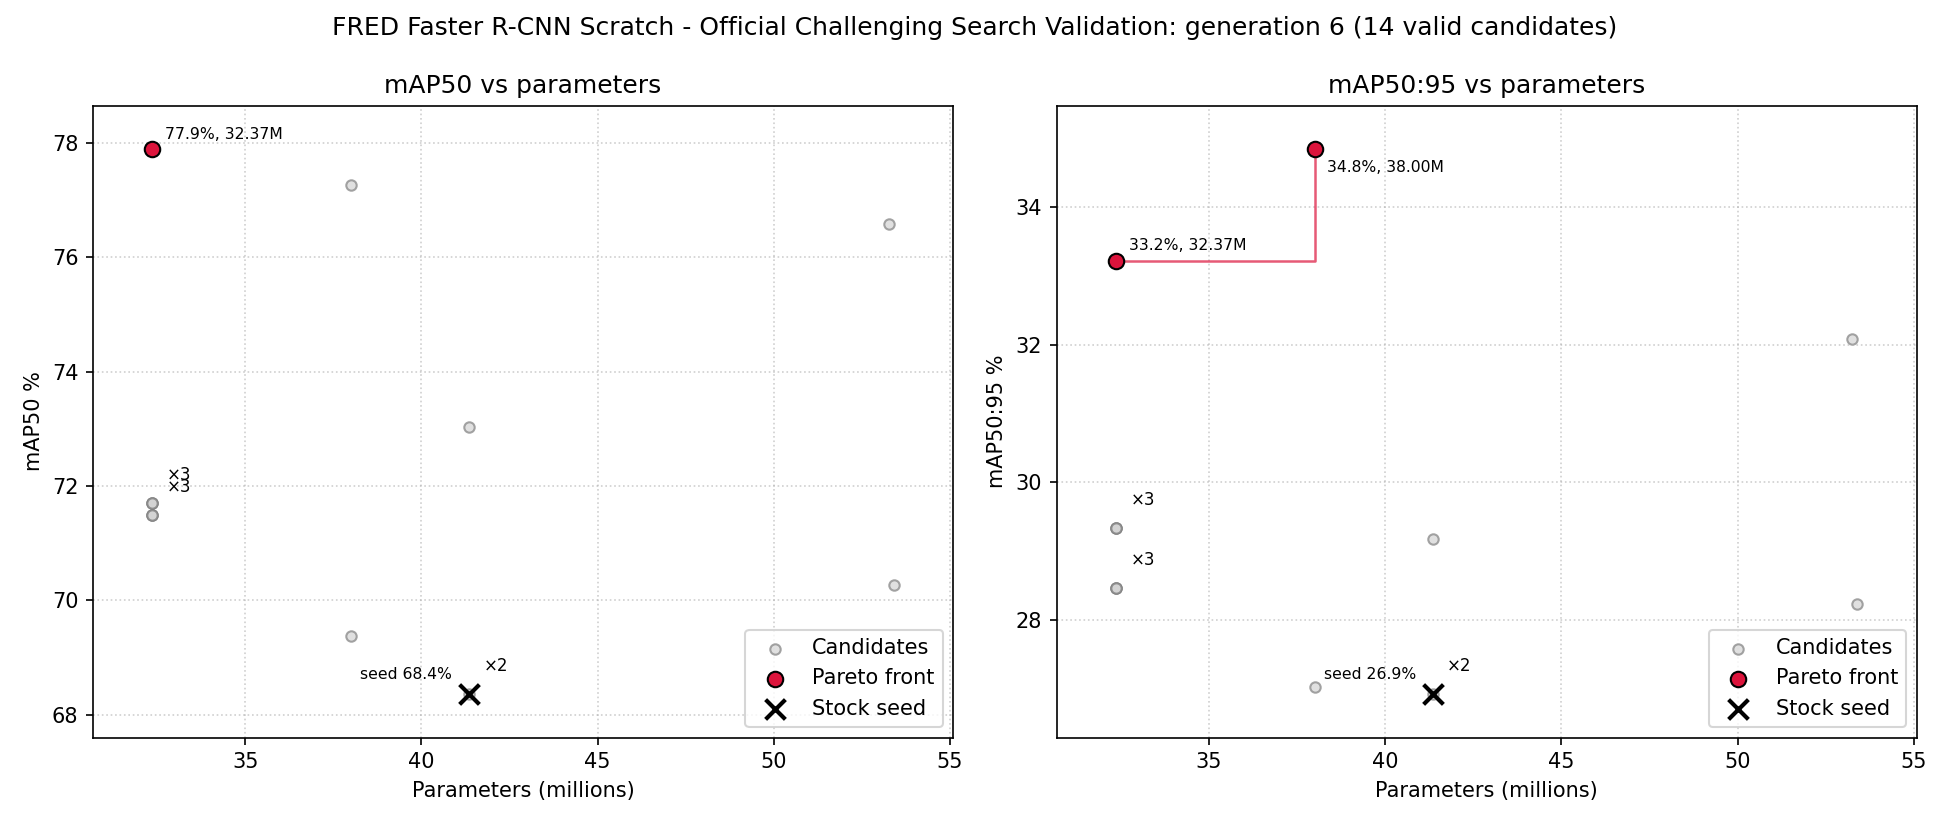 FRED Faster R-CNN Scratch - Official Challenging Search Validation: generation 6 (14 valid candidates)
mAP50 vs parameters
mAP50 %
78
76
74
72
70
68
77.9%, 32.37M
×3
×3
seed 68.4%
×2
Candidates
Pareto front
Stock seed
35
40
45
50
55
Parameters (millions)
mAP50:95 vs parameters
mAP50:95 %
34
32
30
28
34.8%, 38.00M
33.2%, 32.37M
×3
×3
seed 26.9%
×2
Candidates
Pareto front
Stock seed
35
40
45
50
55
Parameters (millions)